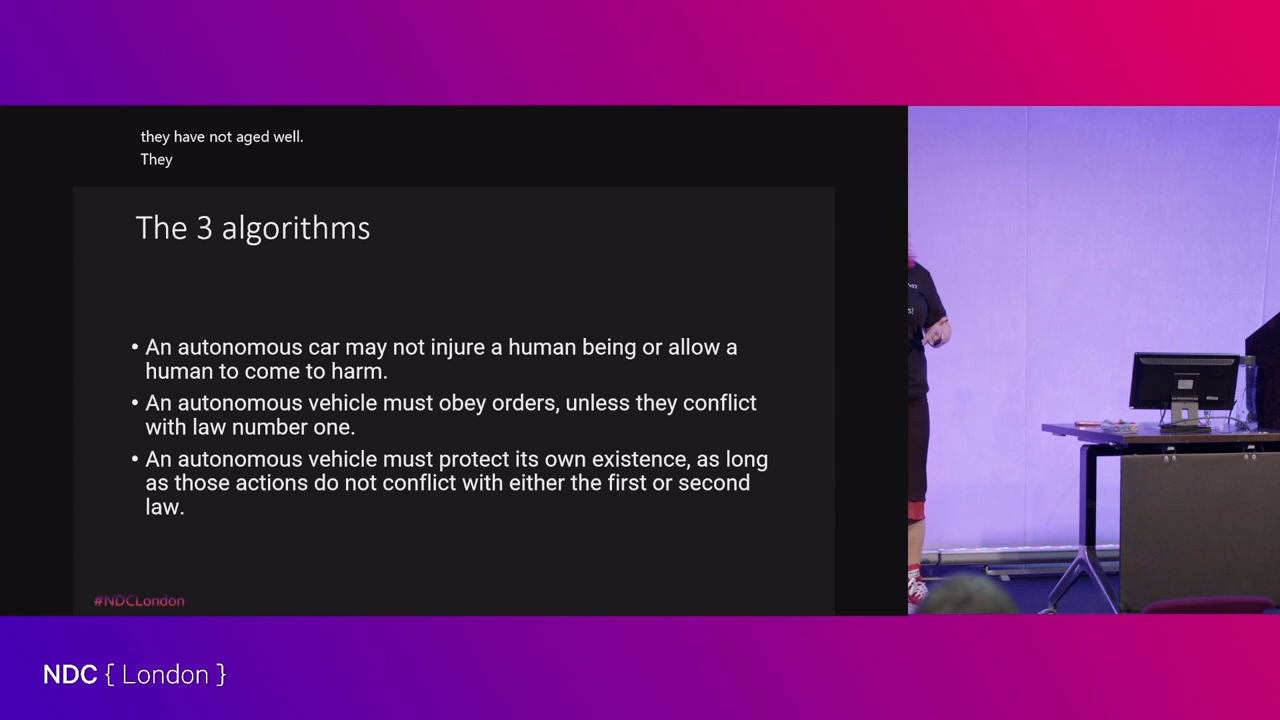 they have not aged well.
They
The 3 algorithms
• An autonomous car may not injure a human being or allow a
human to come to harm.
• An autonomous vehicle must obey orders, unless they conflict
with law number one.
• An autonomous vehicle must protect its own existence, as long
as those actions do not conflict with either the first or second
law.
#NDCLondon
NDC { London }